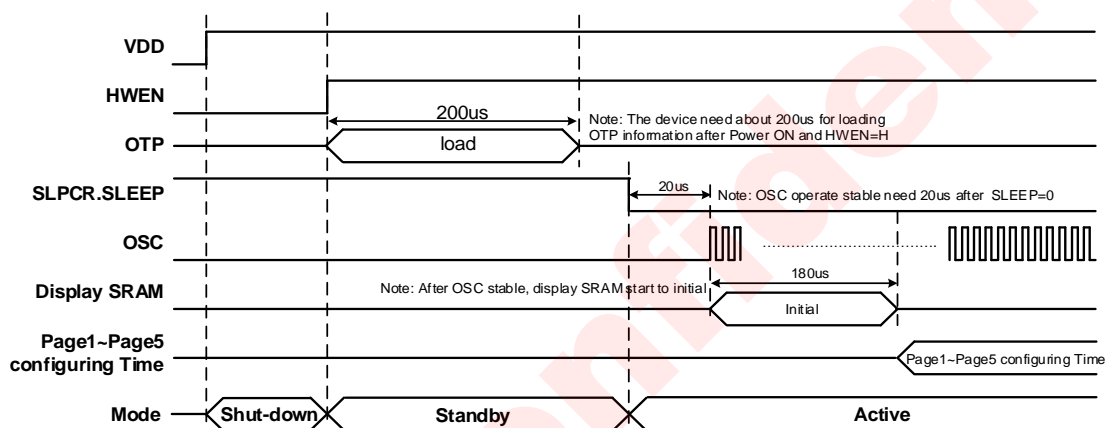 VDD
HWEN
200us
Note: The device need about 200us for loading
OTP information after Power ON and HWEN=H
OTP
load
SLPCR.SLEEP
20us
Note: OSC operate stable need 20us after SLEEP=0
OSC
180us
Display SRAM
Note: After OSC stable, display SRAM start to initial
Initial
Page1~Page5
configuring Time
Page1~Page5 configuring Time
Mode
Shut-down
Standby
Active